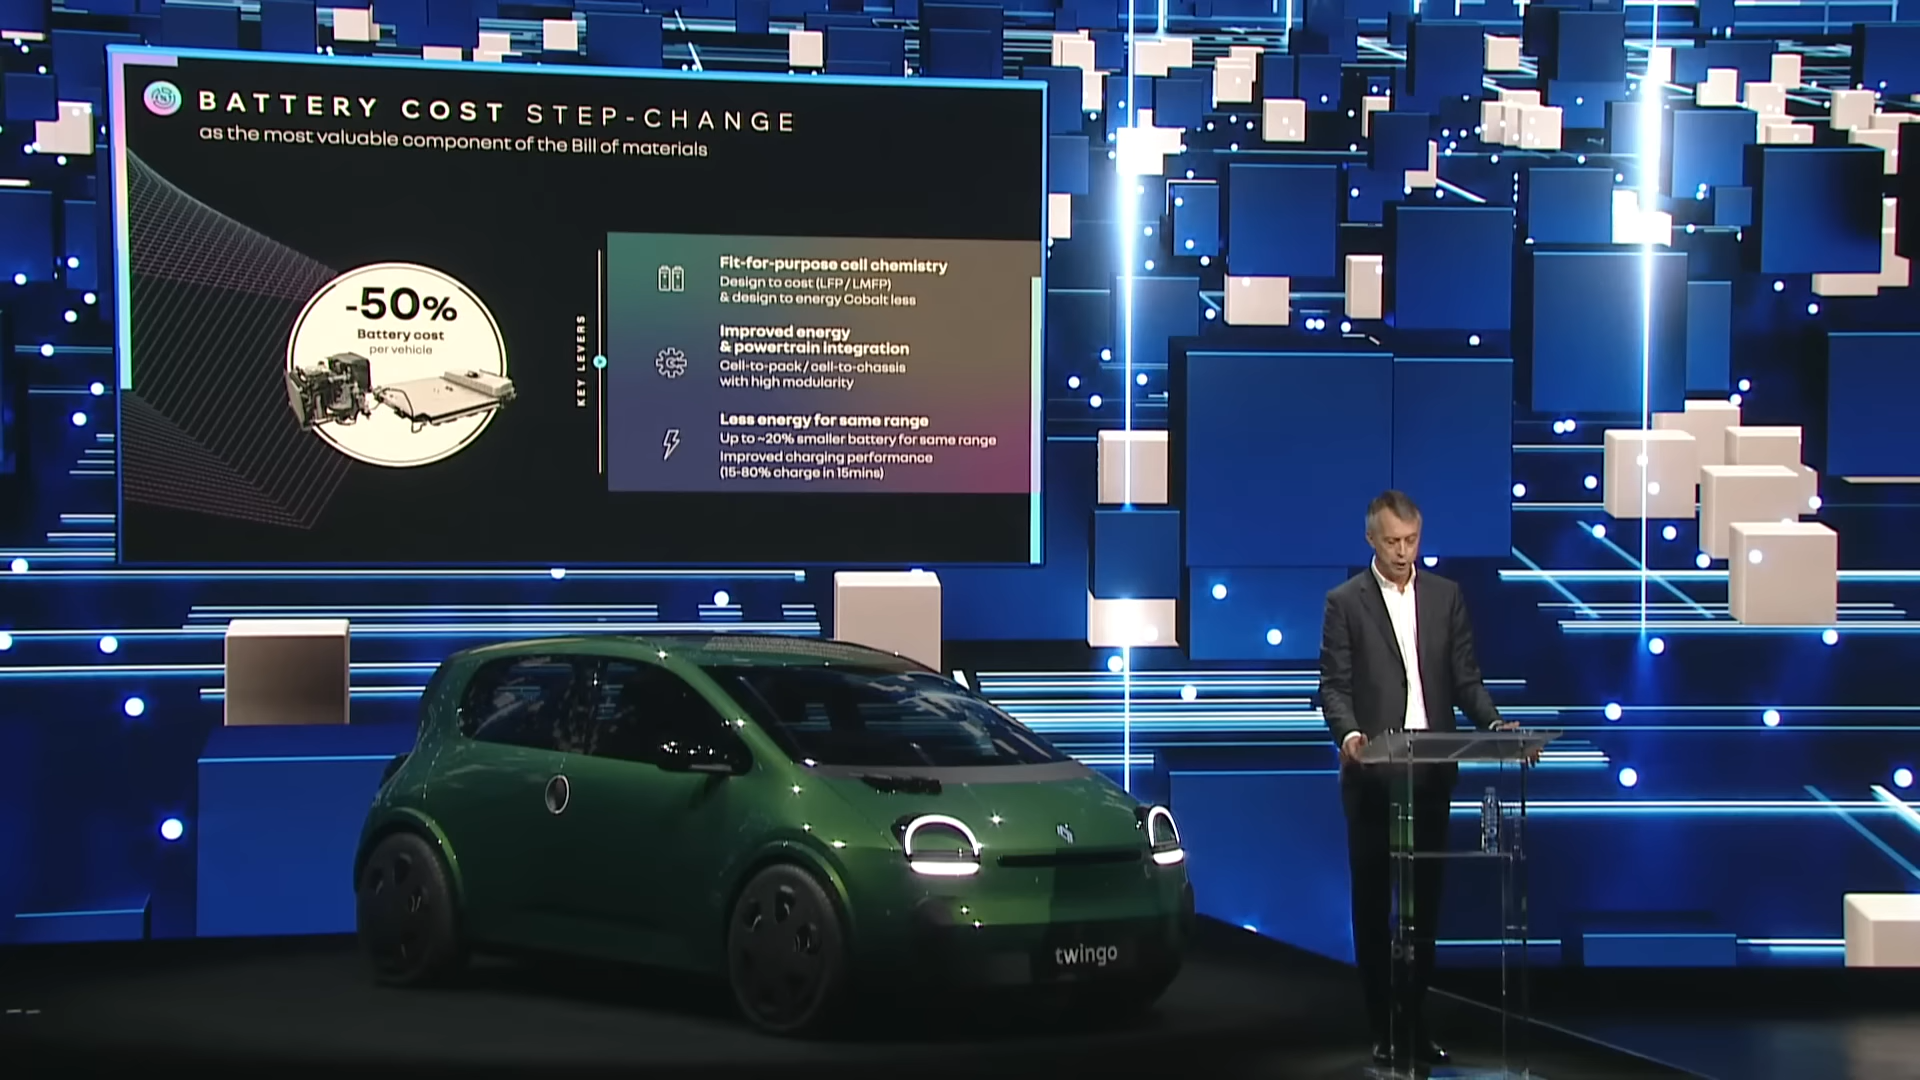 BATTERY COST STEP-CHANGE
as the most valuable component of the Bill of materials
-50%
Battery cost
per vehicle
KEY LEVERS
Fit-for-purpose cell chemistry
Design to cost (LFP / LMFP)
& design to energy Cobalt less
Improved energy
& powertrain integration
Cell-to-pack / cell-to-chassis
with high modularity
Less energy for same range
Up to ~20% smaller battery for same range
Improved charging performance
(15-80% charge in 15mins)
twingo